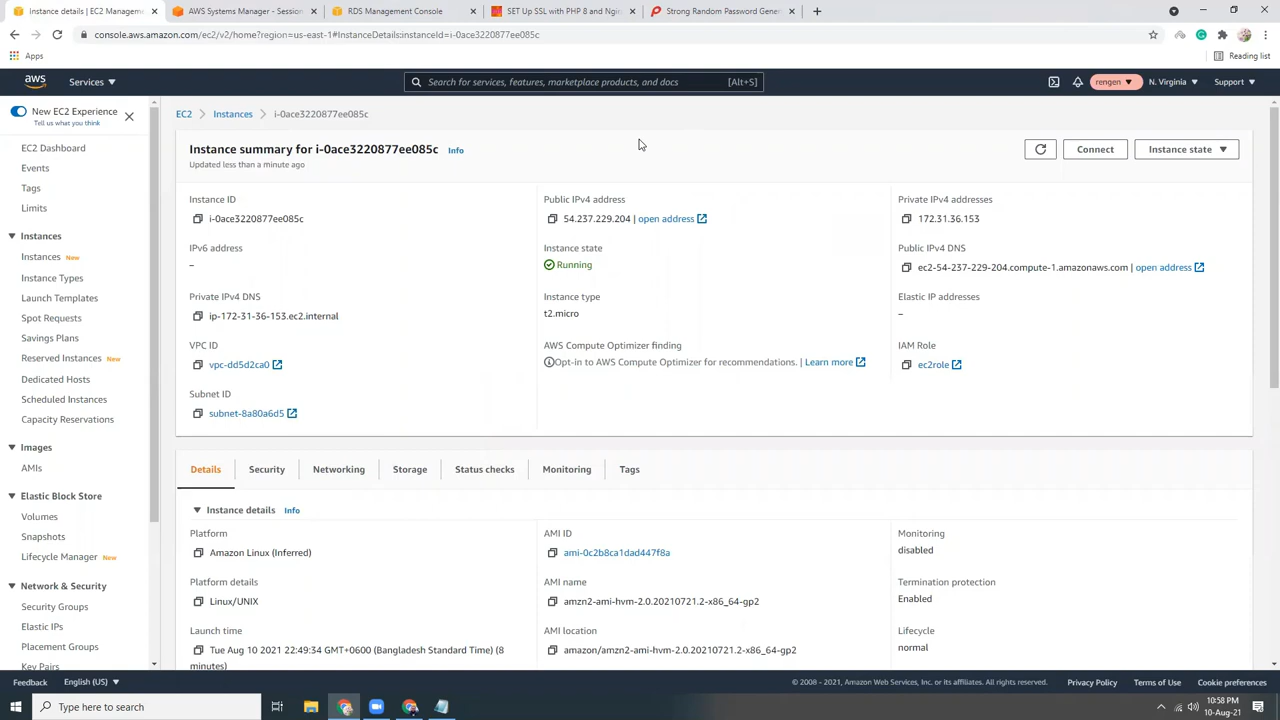 Instance details | EC2 Managem
AWS Systems Manager - Session
RDS Management Console
SET Up SSL with PHP 8 and Ngin
Strong Random Password Gener
console.aws.amazon.com/ec2/v2/home?region=us-east-1#InstanceDetails:instanceId=i-0ace3220877ee085c
Apps
Reading list
aws
Services
Search for services, features, marketplace products, and docs
[Alt+S]
rengen
N. Virginia
Support
New EC2 Experience
Tell us what you think
EC2 Dashboard
Events
Tags
Limits
Instances
Instances New
Instance Types
Launch Templates
Spot Requests
Savings Plans
Reserved Instances New
Dedicated Hosts
Scheduled Instances
Capacity Reservations
Images
AMIs
Elastic Block Store
Volumes
Snapshots
Lifecycle Manager New
Network & Security
Security Groups
Elastic IPs
Placement Groups
Key Pairs
EC2 > Instances > i-0ace3220877ee085c
Instance summary for i-0ace3220877ee085c Info
Updated less than a minute ago
Connect
Instance state
Instance ID
i-0ace3220877ee085c
Public IPv4 address
54.237.229.204 | open address
Private IPv4 addresses
172.31.36.153
IPv6 address
–
Instance state
Running
Public IPv4 DNS
ec2-54-237-229-204.compute-1.amazonaws.com | open address
Private IPv4 DNS
ip-172-31-36-153.ec2.internal
Instance type
t2.micro
Elastic IP addresses
–
VPC ID
vpc-dd5d2ca0
AWS Compute Optimizer finding
Opt-in to AWS Compute Optimizer for recommendations. | Learn more
IAM Role
ec2role
Subnet ID
subnet-8a80a6d5
Details
Security
Networking
Storage
Status checks
Monitoring
Tags
Instance details Info
Platform
Amazon Linux (Inferred)
AMI ID
ami-0c2b8ca1dad447f8a
Monitoring
disabled
Platform details
Linux/UNIX
AMI name
amzn2-ami-hvm-2.0.20210721.2-x86_64-gp2
Termination protection
Enabled
Launch time
Tue Aug 10 2021 22:49:34 GMT+0600 (Bangladesh Standard Time) (8
minutes)
AMI location
amazon/amzn2-ami-hvm-2.0.20210721.2-x86_64-gp2
Lifecycle
normal
Feedback
English (US)
© 2008 - 2021, Amazon Web Services, Inc. or its affiliates. All rights reserved.
Privacy Policy
Terms of Use
Cookie preferences
Type here to search
10:58 PM
10-Aug-21